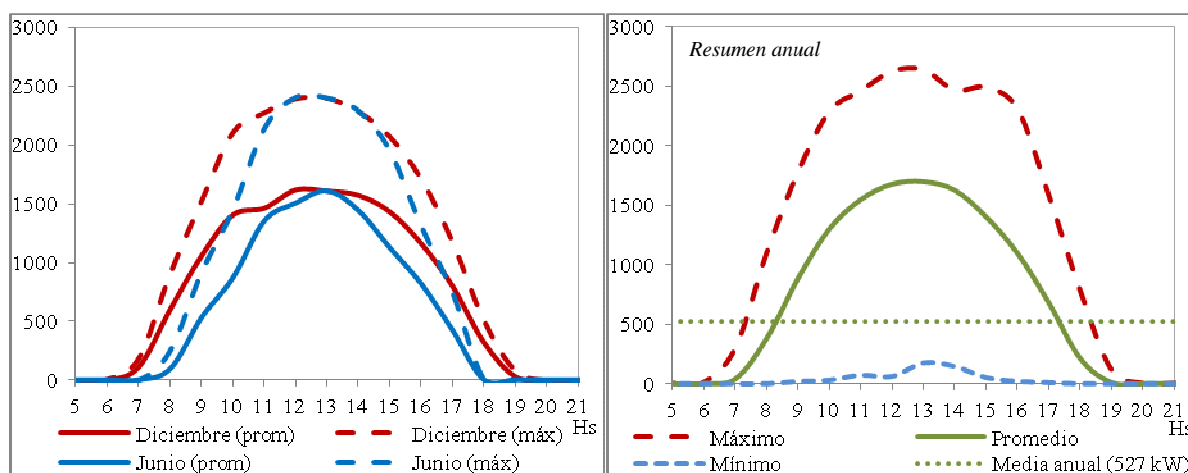 3000
2500
2000
1500
1000
500
0
5 6 7 8 9 10 11 12 13 14 15 16 17 18 19 20 21
Hs
Diciembre (prom)
Diciembre (máx)
Junio (prom)
Junio (máx)
Resumen anual
3000
2500
2000
1500
1000
500
0
5 6 7 8 9 10 11 12 13 14 15 16 17 18 19 20 21
Hs
Máximo
Promedio
Mínimo
Media anual (527 kW)